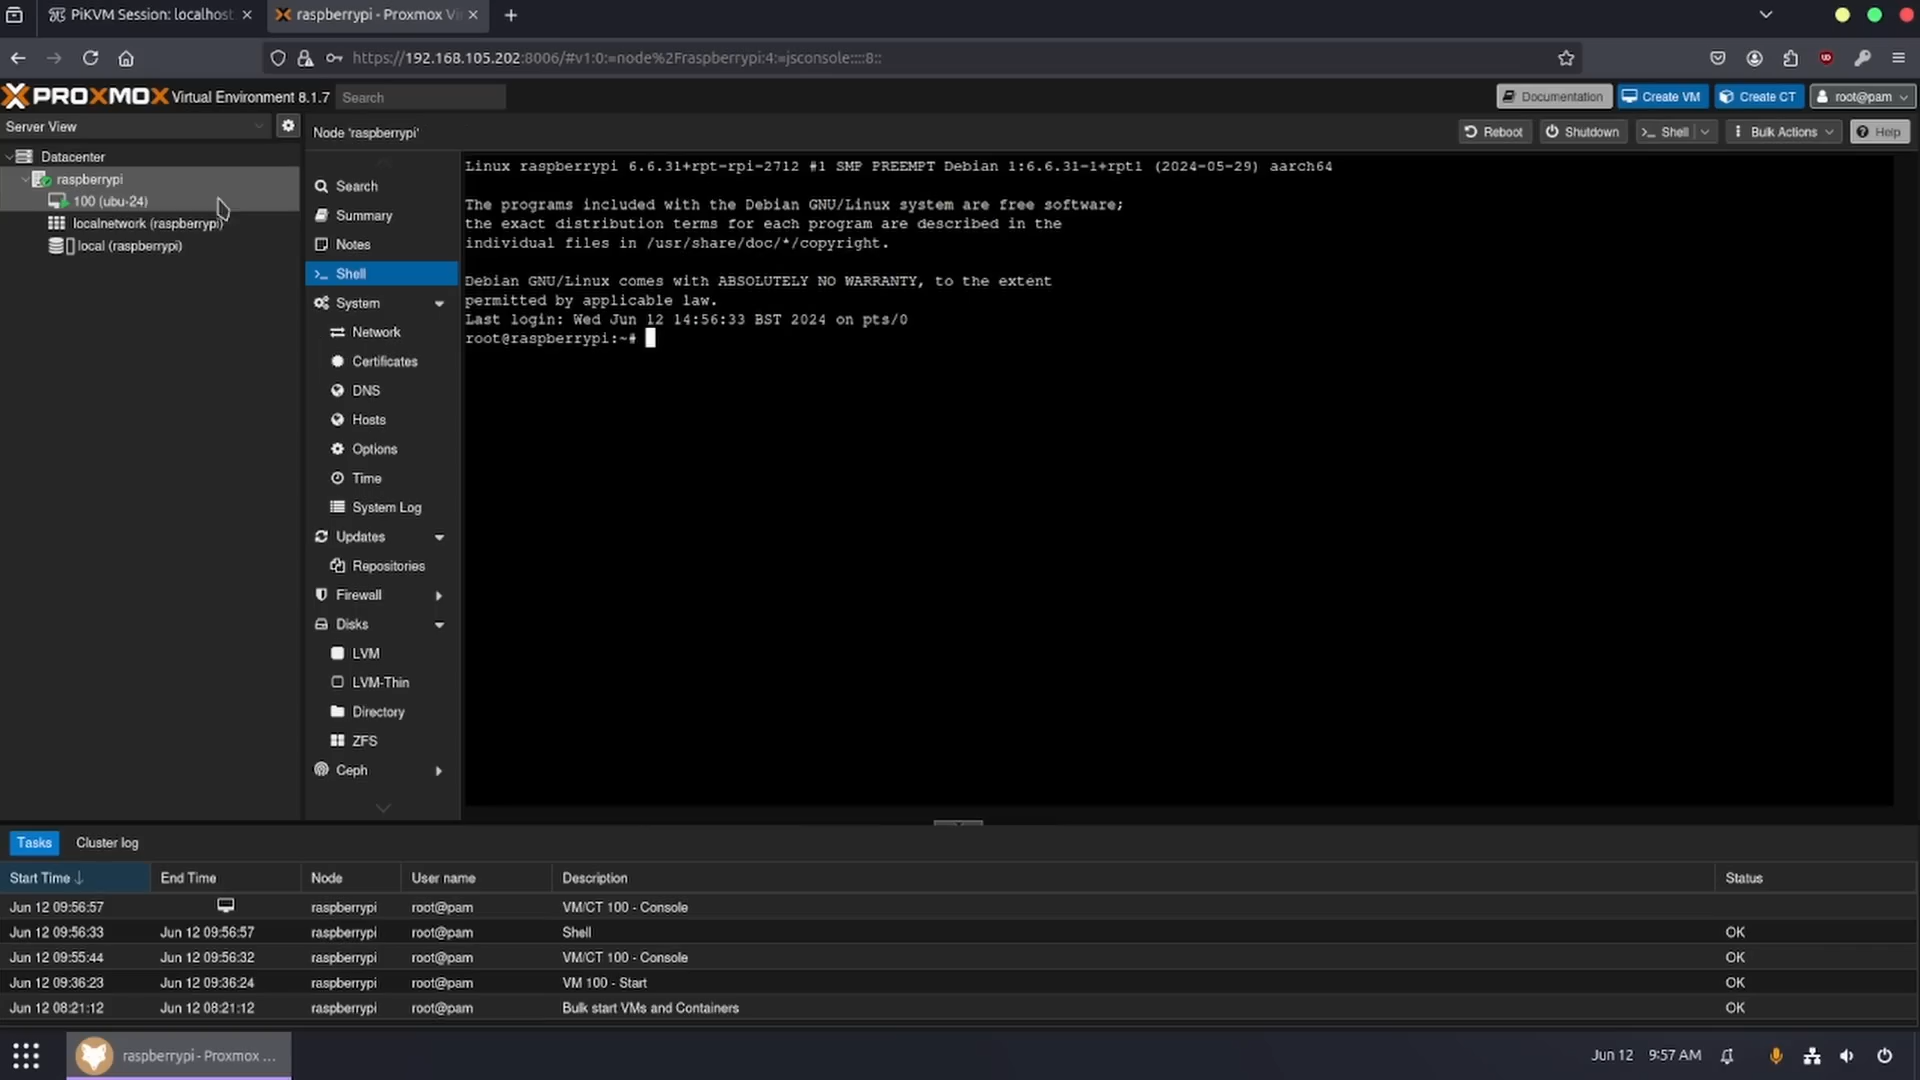 PiKVM Session: localhost
raspberrypi - Proxmox Vi
https://192.168.105.202:8006/#v1:0:=node%2Fraspberrypi:4:=jsconsole::::8::
PROXMOX Virtual Environment 8.1.7
Search
Documentation
Create VM
Create CT
root@pam
Server View
Node 'raspberrypi'
Reboot
Shutdown
>_ Shell
Bulk Actions
Help
Datacenter
raspberrypi
100 (ubu-24)
localnetwork (raspberrypi)
local (raspberrypi)
Search
Summary
Notes
>_ Shell
System
Network
Certificates
DNS
Hosts
Options
Time
System Log
Updates
Repositories
Firewall
Disks
LVM
LVM-Thin
Directory
ZFS
Ceph
Linux raspberrypi 6.6.31+rpt-rpi-2712 #1 SMP PREEMPT Debian 1:6.6.31-1+rpt1 (2024-05-29) aarch64
The programs included with the Debian GNU/Linux system are free software;
the exact distribution terms for each program are described in the
individual files in /usr/share/doc/*/copyright.
Debian GNU/Linux comes with ABSOLUTELY NO WARRANTY, to the extent
permitted by applicable law.
Last login: Wed Jun 12 14:56:33 BST 2024 on pts/0
root@raspberrypi:~#
Tasks
Cluster log
Start Time End Time Node User name Description Status
Jun 12 09:56:57 raspberrypi root@pam VM/CT 100 - Console
Jun 12 09:56:33 Jun 12 09:56:57 raspberrypi root@pam Shell OK
Jun 12 09:55:44 Jun 12 09:56:32 raspberrypi root@pam VM/CT 100 - Console OK
Jun 12 09:36:23 Jun 12 09:36:24 raspberrypi root@pam VM 100 - Start OK
Jun 12 08:21:12 Jun 12 08:21:12 raspberrypi root@pam Bulk start VMs and Containers OK
raspberrypi - Proxmox ...
Jun 12 9:57 AM